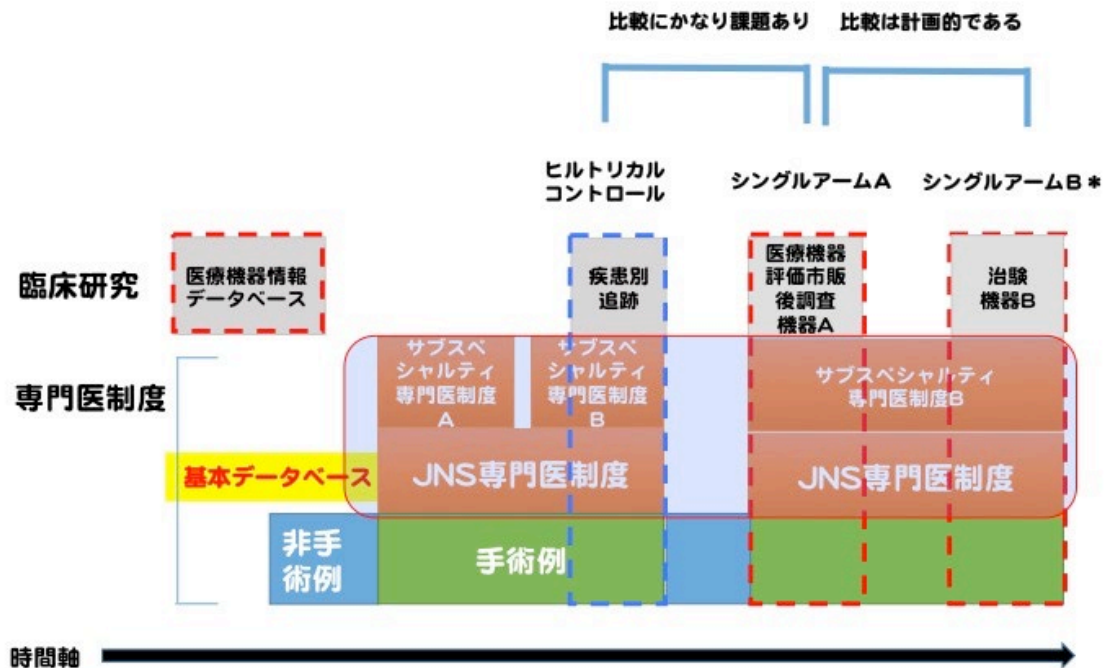 比較にかなり課題あり
比較は計画的である
ヒルトリカル
コントロール
シングルアームA
シングルアームB*
臨床研究
医療機器情報
データベース
疾患別
追跡
医療機器
評価市販
後調査
機器A
治験
機器B
専門医制度
サブスペ
シャルティ
専門医制度
A
サブスペ
シャルティ
専門医制度
B
サブスペシャルティ
専門医制度B
基本データベース
JNS専門医制度
JNS専門医制度
非手
術例
手術例
時間軸